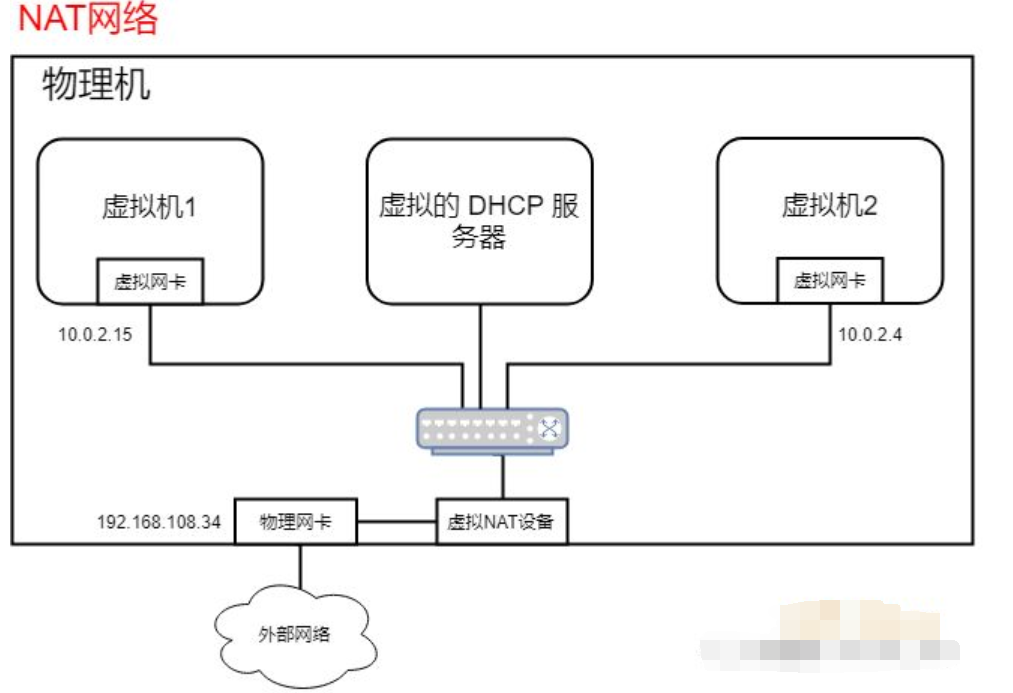 NAT网络
物理机
虚拟机1
虚拟网卡
10.0.2.15
虚拟的 DHCP 服
务器
虚拟机2
虚拟网卡
10.0.2.4
192.168.108.34
物理网卡
虚拟NAT设备
外部网络